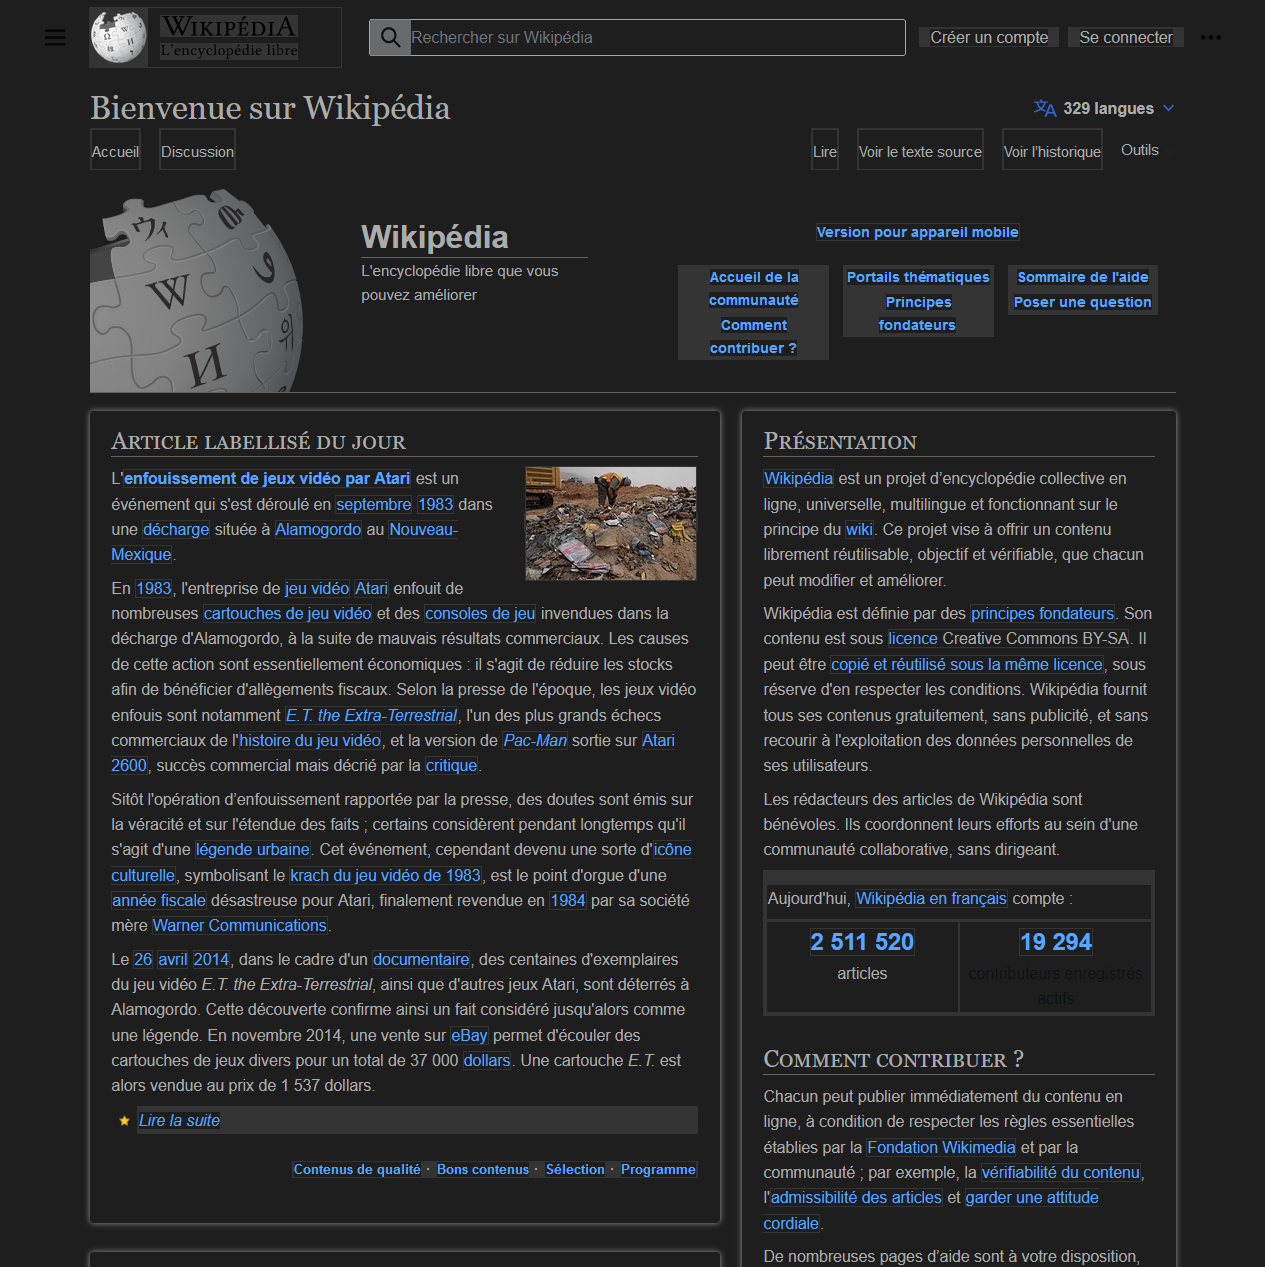 WIKIPÉDIA
L'encyclopédie libre
Rechercher sur Wikipédia
Créer un compte
Se connecter
Bienvenue sur Wikipédia
329 langues
Accueil
Discussion
Lire
Voir le texte source
Voir l'historique
Outils
Wikipédia
L'encyclopédie libre que vous
pouvez améliorer
Version pour appareil mobile
Accueil de la
communauté
Comment
contribuer ?
Portails thématiques
Principes
fondateurs
Sommaire de l'aide
Poser une question
Article labellisé du jour
L'enfouissement de jeux vidéo par Atari est un
événement qui s'est déroulé en septembre 1983 dans
une décharge située à Alamogordo au Nouveau-
Mexique.
En 1983, l'entreprise de jeu vidéo Atari enfouit de
nombreuses cartouches de jeu vidéo et des consoles de jeu invendues dans la
décharge d'Alamogordo, à la suite de mauvais résultats commerciaux. Les causes
de cette action sont essentiellement économiques : il s'agit de réduire les stocks
afin de bénéficier d'allègements fiscaux. Selon la presse de l'époque, les jeux vidéo
enfouis sont notamment E.T. the Extra-Terrestrial, l'un des plus grands échecs
commerciaux de l'histoire du jeu vidéo, et la version de Pac-Man sortie sur Atari
2600, succès commercial mais décrié par la critique.
Sitôt l'opération d'enfouissement rapportée par la presse, des doutes sont émis sur
la véracité et sur l'étendue des faits ; certains considèrent pendant longtemps qu'il
s'agit d'une légende urbaine. Cet événement, cependant devenu une sorte d'icône
culturelle, symbolisant le krach du jeu vidéo de 1983, est le point d'orgue d'une
année fiscale désastreuse pour Atari, finalement revendue en 1984 par sa société
mère Warner Communications.
Le 26 avril 2014, dans le cadre d'un documentaire, des centaines d'exemplaires
du jeu vidéo E.T. the Extra-Terrestrial, ainsi que d'autres jeux Atari, sont déterrés à
Alamogordo. Cette découverte confirme ainsi un fait considéré jusqu'alors comme
une légende. En novembre 2014, une vente sur eBay permet d'écouler des
cartouches de jeux divers pour un total de 37 000 dollars. Une cartouche E.T. est
alors vendue au prix de 1 537 dollars.
Lire la suite
Contenus de qualité · Bons contenus · Sélection · Programme
Présentation
Wikipédia est un projet d'encyclopédie collective en
ligne, universelle, multilingue et fonctionnant sur le
principe du wiki. Ce projet vise à offrir un contenu
librement réutilisable, objectif et vérifiable, que chacun
peut modifier et améliorer.
Wikipédia est définie par des principes fondateurs. Son
contenu est sous licence Creative Commons BY-SA. Il
peut être copié et réutilisé sous la même licence, sous
réserve d'en respecter les conditions. Wikipédia fournit
tous ses contenus gratuitement, sans publicité, et sans
recourir à l'exploitation des données personnelles de
ses utilisateurs.
Les rédacteurs des articles de Wikipédia sont
bénévoles. Ils coordonnent leurs efforts au sein d'une
communauté collaborative, sans dirigeant.
Aujourd'hui, Wikipédia en français compte :
2 511 520
articles
19 294
contributeurs enregistrés
actifs
Comment contribuer ?
Chacun peut publier immédiatement du contenu en
ligne, à condition de respecter les règles essentielles
établies par la Fondation Wikimedia et par la
communauté ; par exemple, la vérifiabilité du contenu,
l'admissibilité des articles et garder une attitude
cordiale.
De nombreuses pages d'aide sont à votre disposition,